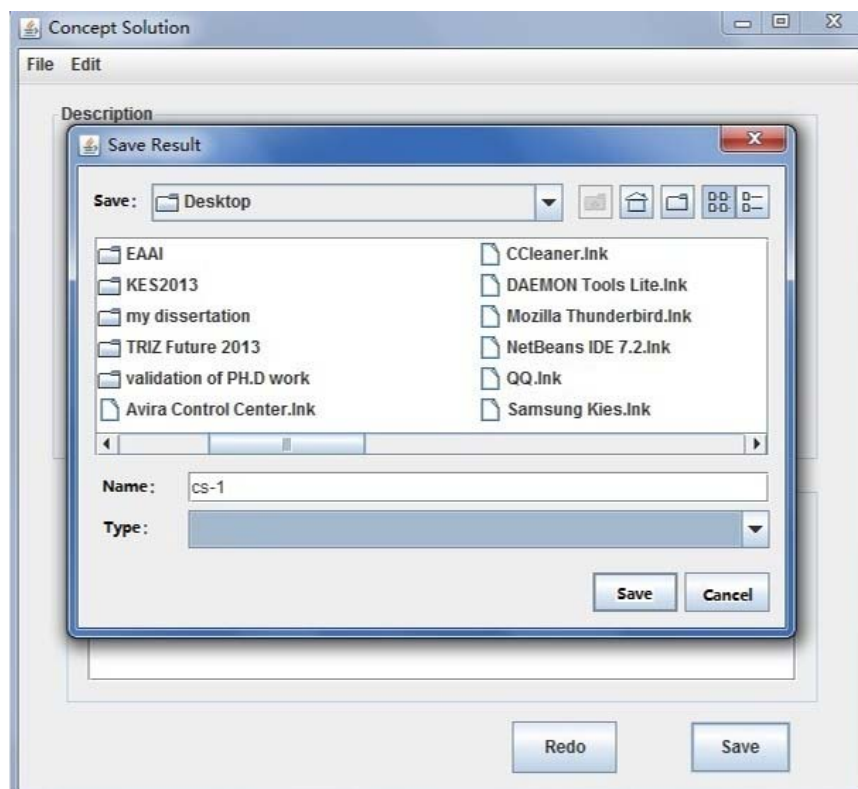 Concept Solution
File Edit
Description
Save Result
Save: Desktop
EAAI
KES2013
my dissertation
TRIZ Future 2013
validation of PH.D work
Avira Control Center.lnk
CCleaner.lnk
DAEMON Tools Lite.lnk
Mozilla Thunderbird.lnk
NetBeans IDE 7.2.lnk
QQ.lnk
Samsung Kies.lnk
Name: cs-1
Type:
Save Cancel
Redo Save